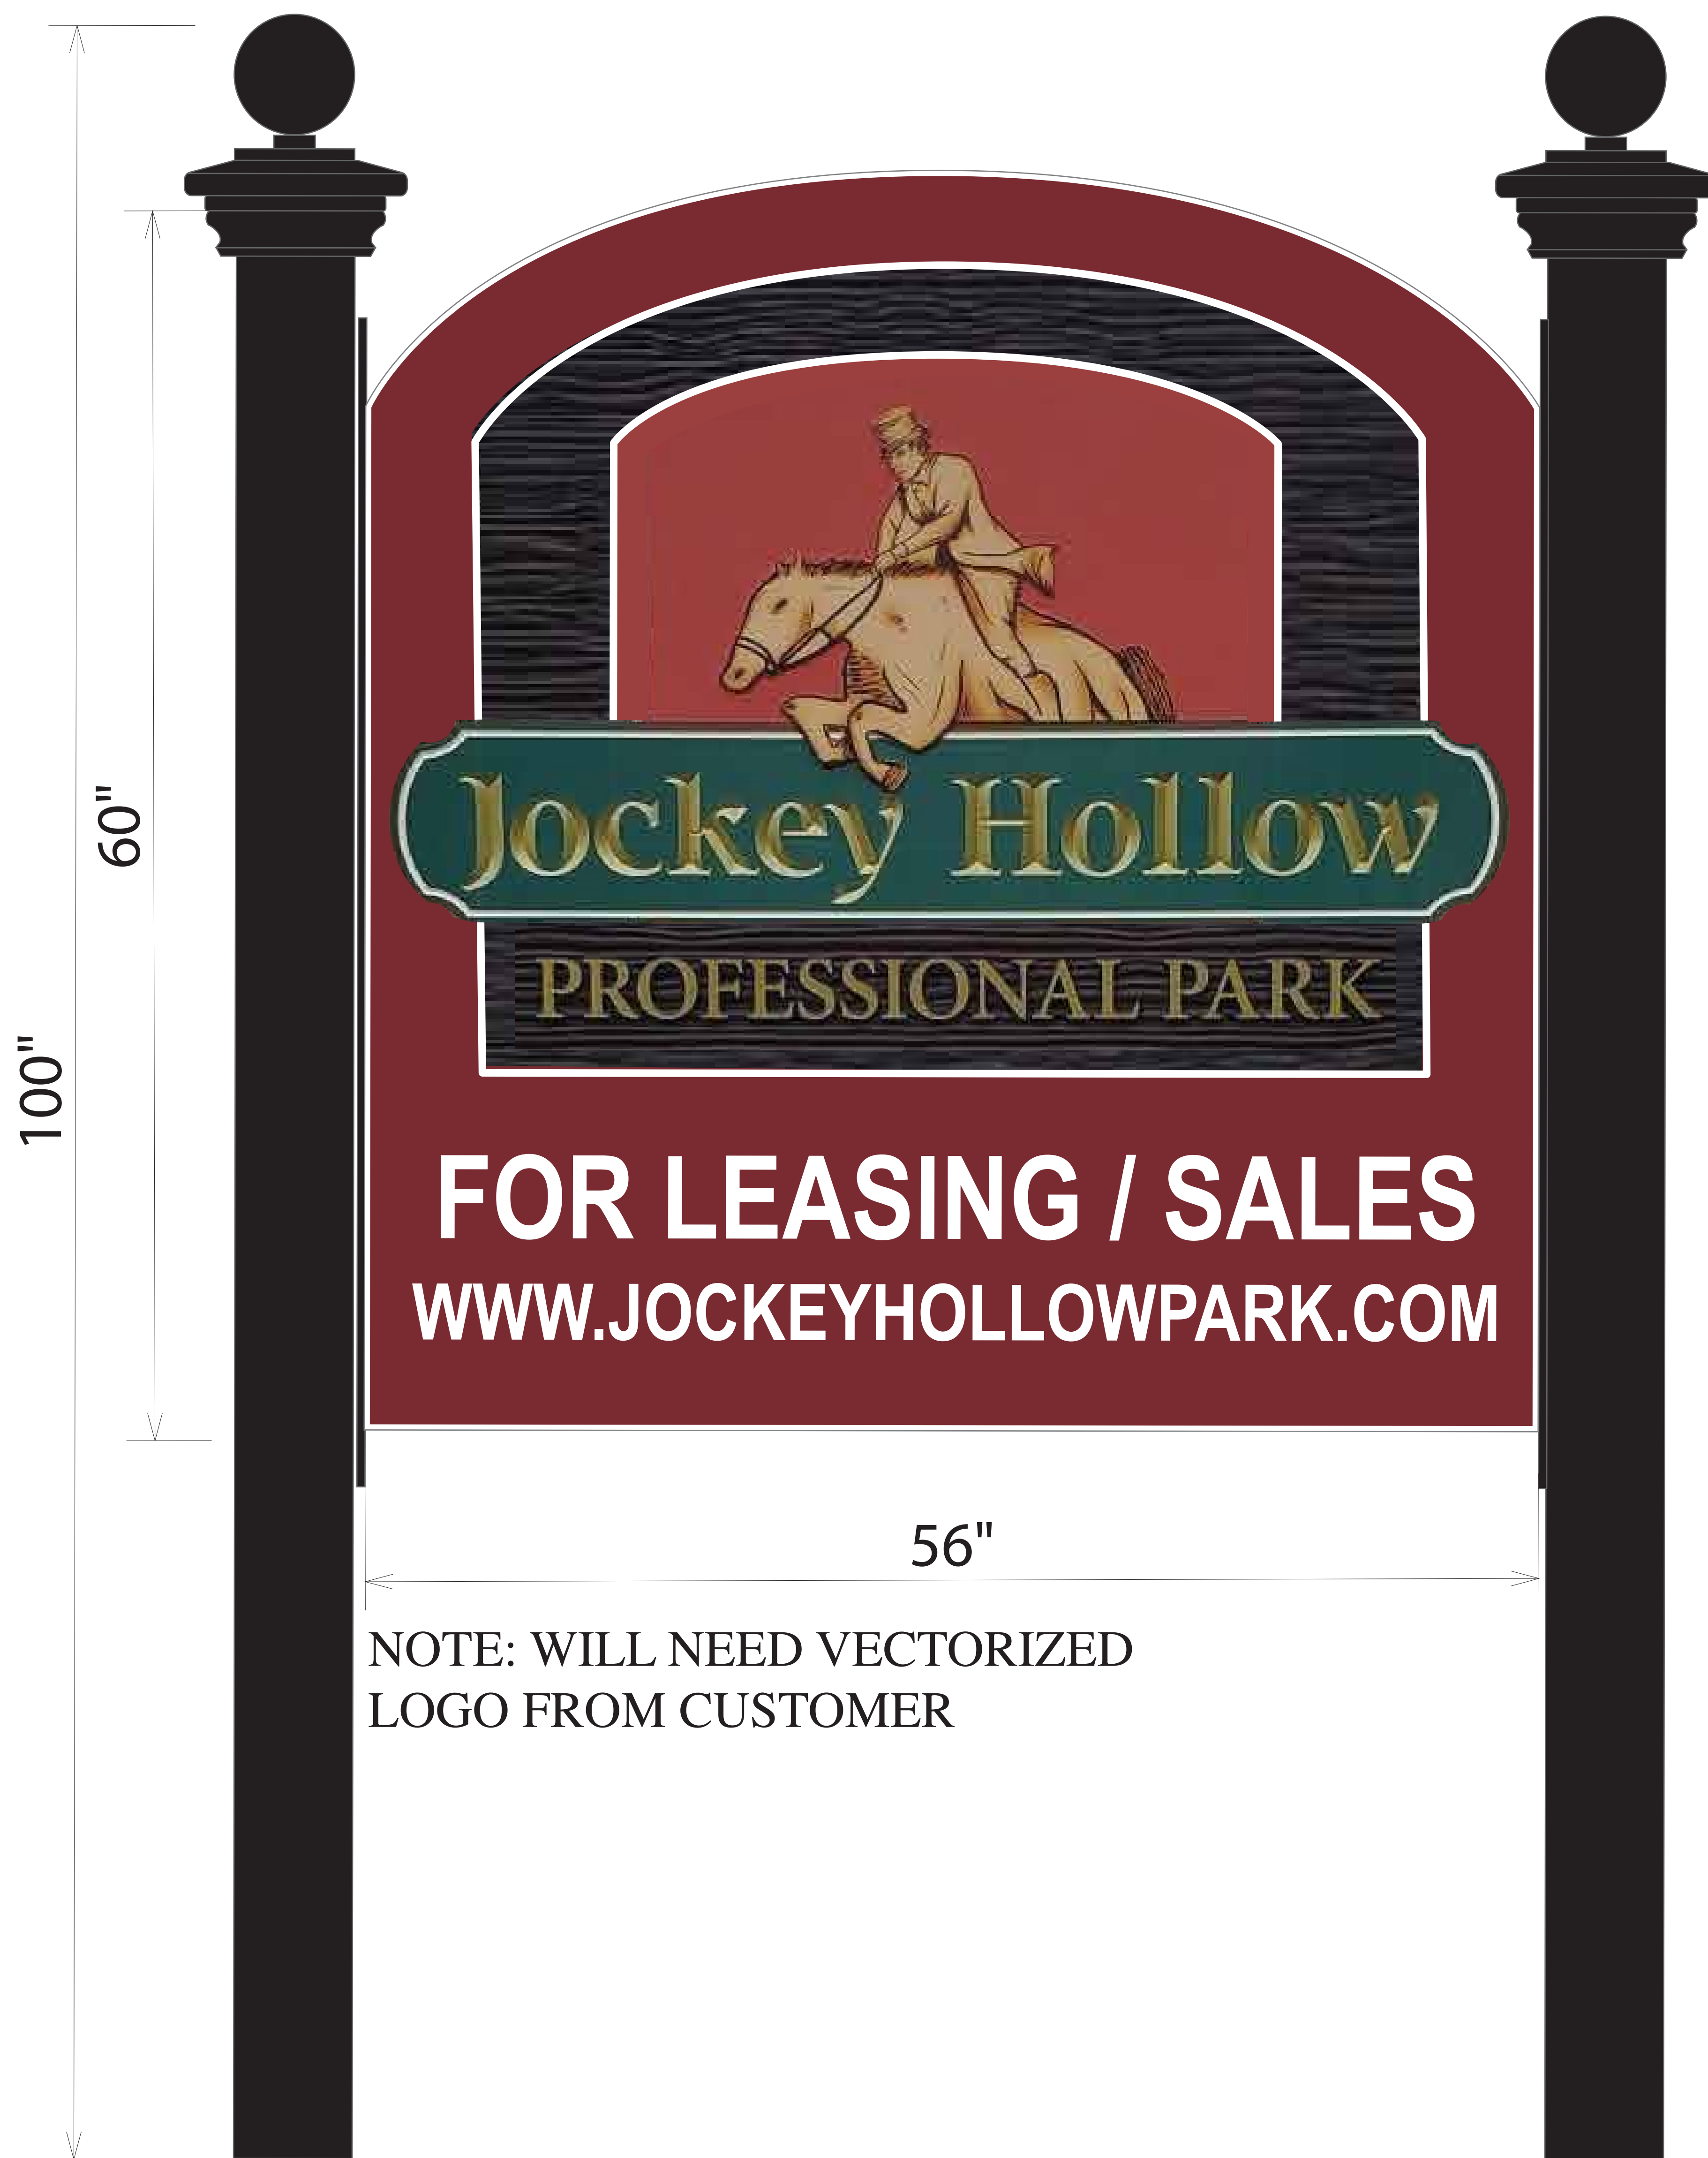 Jockey Hollow
PROFESSIONAL PARK
60"
100"
FOR LEASING / SALES
WWW.JOCKEYHOLLOWPARK.COM
56"
NOTE: WILL NEED VECTORIZED
LOGO FROM CUSTOMER